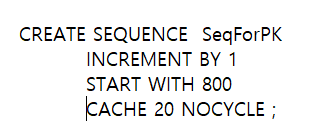 CREATE SEQUENCE  SeqForPK
INCREMENT BY 1
START WITH 800
CACHE 20 NOCYCLE ;